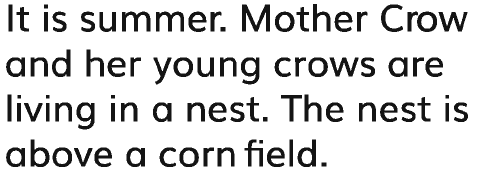 It is summer. Mother Crow
and her young crows are
living in a nest. The nest is
above a corn field.